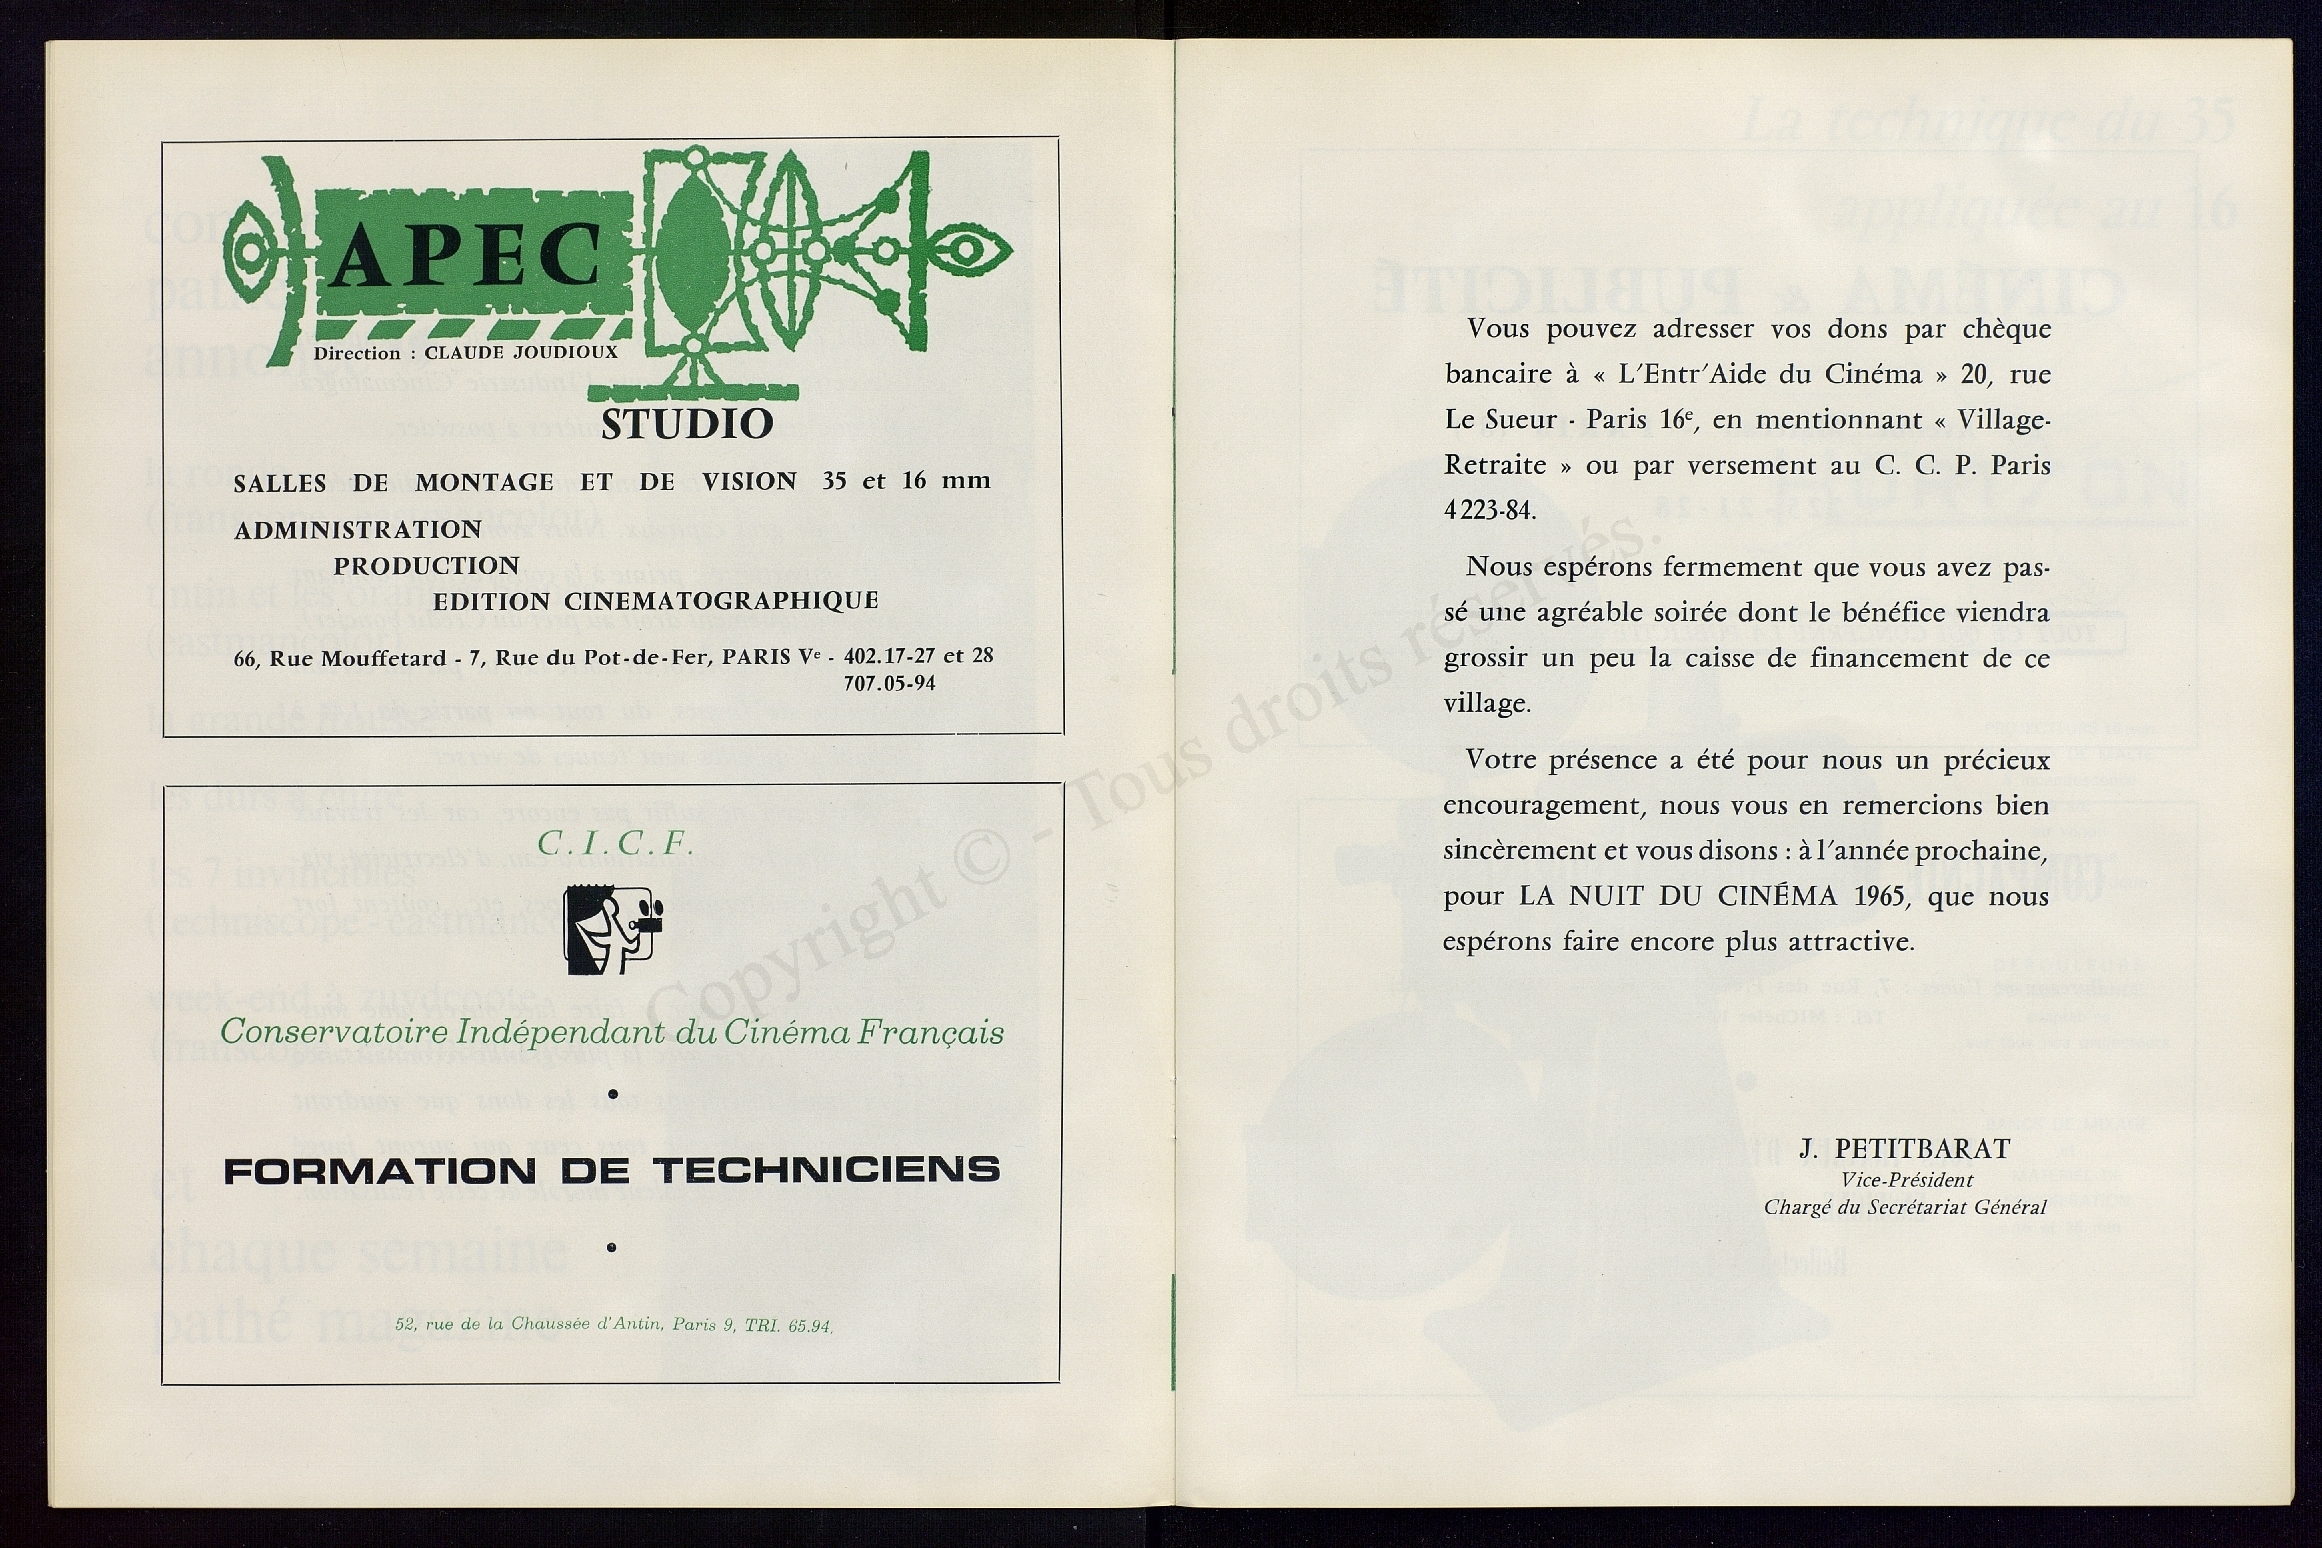 APEC
Direction : CLAUDE JOUDIOUX
STUDIO
SALLES DE MONTAGE ET DE VISION 35 et 16 mm
ADMINISTRATION
PRODUCTION
EDITION CINEMATOGRAPHIQUE
66, Rue Mouffetard - 7, Rue du Pot-de-Fer, PARIS Ve - 402.17-27 et 28
707.05-94
C.I.C.F.
Conservatoire Indépendant du Cinéma Français
•
FORMATION DE TECHNICIENS
•
52, rue de la Chaussée d'Antin, Paris 9, TRI. 65.94.
Vous pouvez adresser vos dons par chèque
bancaire à « L'Entr'Aide du Cinéma » 20, rue
Le Sueur - Paris 16e, en mentionnant « Village-
Retraite » ou par versement au C. C. P. Paris
4 223-84.
Nous espérons fermement que vous avez pas-
sé une agréable soirée dont le bénéfice viendra
grossir un peu la caisse de financement de ce
village.
Votre présence a été pour nous un précieux
encouragement, nous vous en remercions bien
sincèrement et vous disons : à l'année prochaine,
pour LA NUIT DU CINÉMA 1965, que nous
espérons faire encore plus attractive.
J. PETITBARAT
Vice-Président
Chargé du Secrétariat Général
Copyright © - Tous droits réservés.